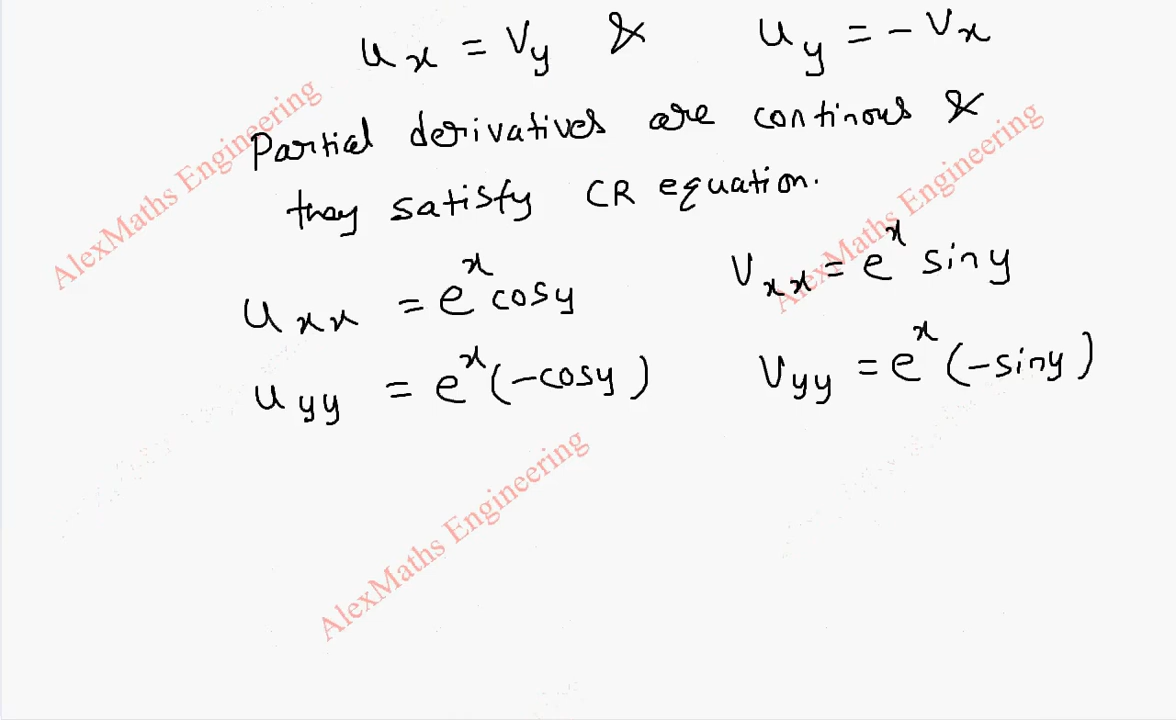 u_x = v_y & u_y = -v_x
Partial derivatives are continous &
they satisfy CR equation.
u_xx = e^x cosy v_xx = e^x siny
u_yy = e^x (-cosy) v_yy = e^x (-siny)
AlexMaths Engineering
AlexMaths Engineering
AlexMaths Engineering